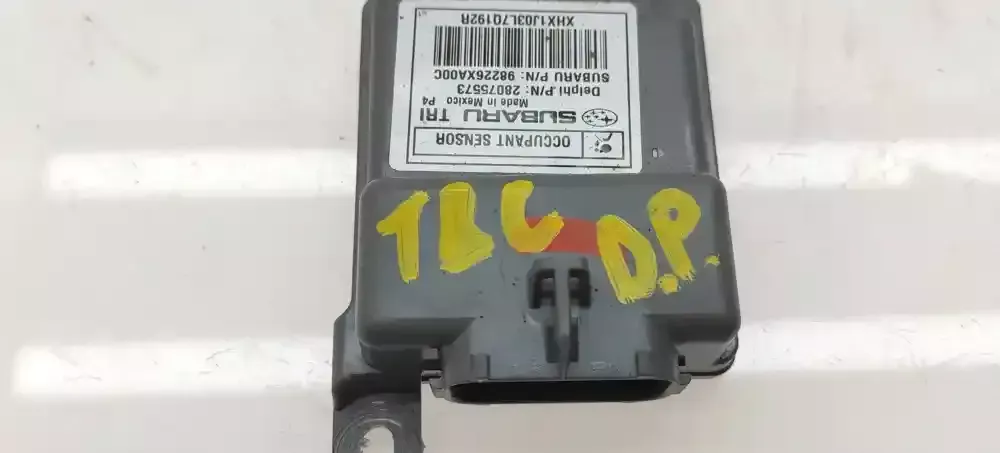 OCCUPANT SENSOR
SUBARU TRI
Made in Mexico P4
Delphi P/N: 28075573
SUBARU P/N: 98226XA00C
XHX1J03L7Q192R
TBC D.P.